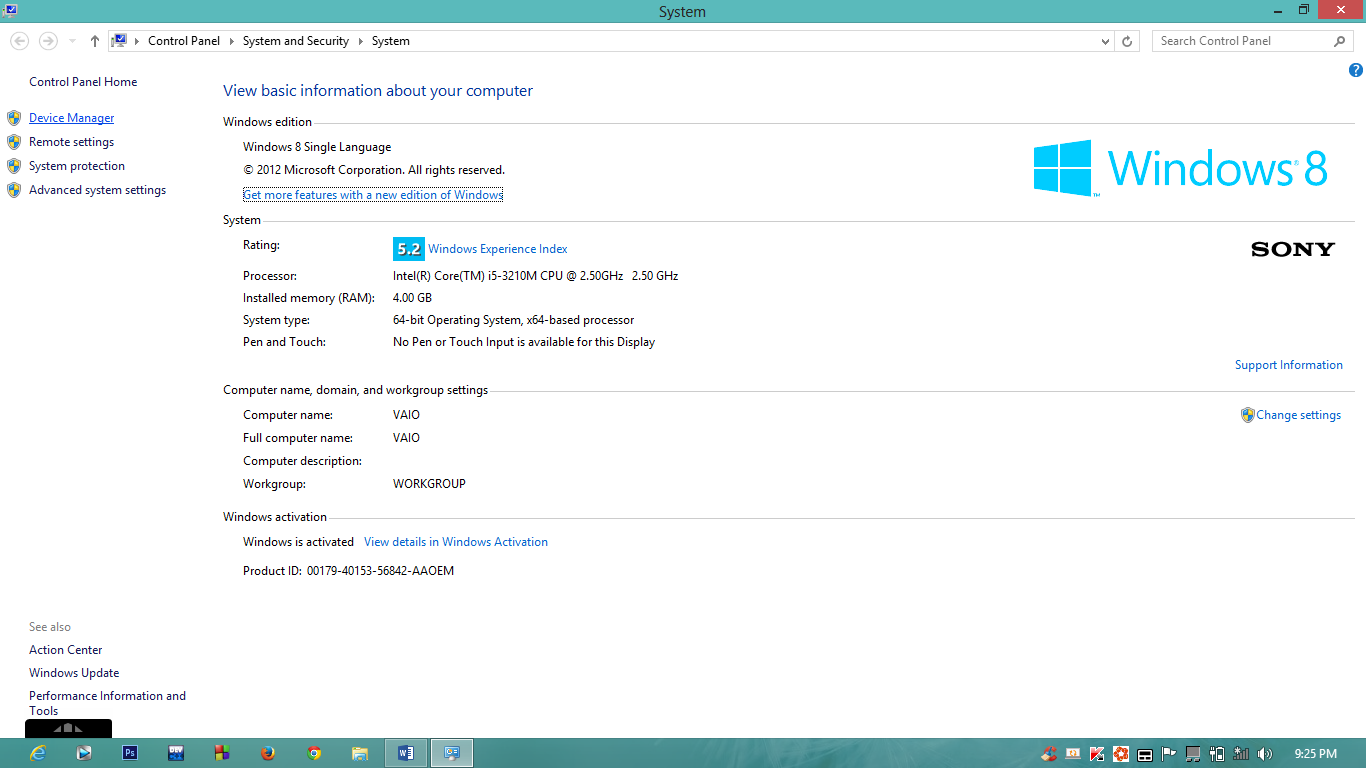 System
Control Panel
System and Security
System
Search Control Panel
Control Panel Home
Device Manager
Remote settings
System protection
Advanced system settings
View basic information about your computer
Windows edition
Windows 8 Single Language
© 2012 Microsoft Corporation. All rights reserved.
Get more features with a new edition of Windows
Windows® 8
System
Rating: 5.2 Windows Experience Index
SONY
Processor: Intel(R) Core(TM) i5-3210M CPU @ 2.50GHz 2.50 GHz
Installed memory (RAM): 4.00 GB
System type: 64-bit Operating System, x64-based processor
Pen and Touch: No Pen or Touch Input is available for this Display
Support Information
Computer name, domain, and workgroup settings
Computer name: VAIO
Change settings
Full computer name: VAIO
Computer description:
Workgroup: WORKGROUP
Windows activation
Windows is activated View details in Windows Activation
Product ID: 00179-40153-56842-AAOEM
See also
Action Center
Windows Update
Performance Information and
Tools
Ps
9:25 PM